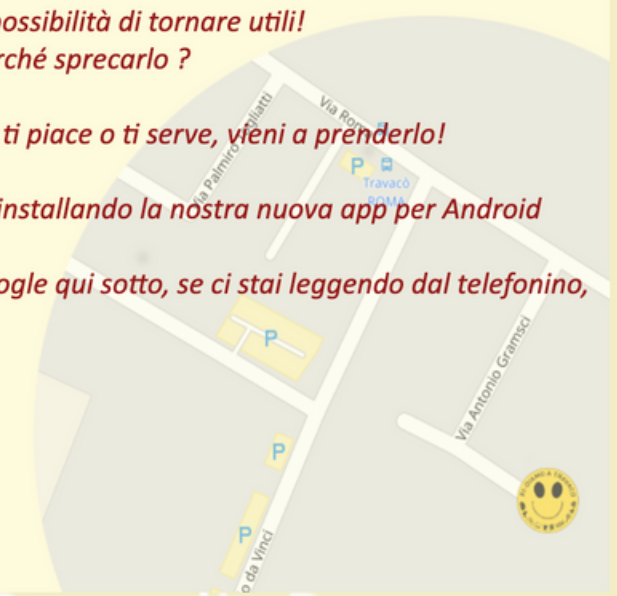 ossibilità di tornare utili!
rché sprecarlo ?
Via Roma
ti piace o ti serve, vieni a prenderlo!
P
Travacò
ROMA
Via Palmiro Togliatti
installando la nostra nuova app per Android
ogle qui sotto, se ci stai leggendo dal telefonino,
P
Via Antonio Gramsci
P
P
o da Vinci